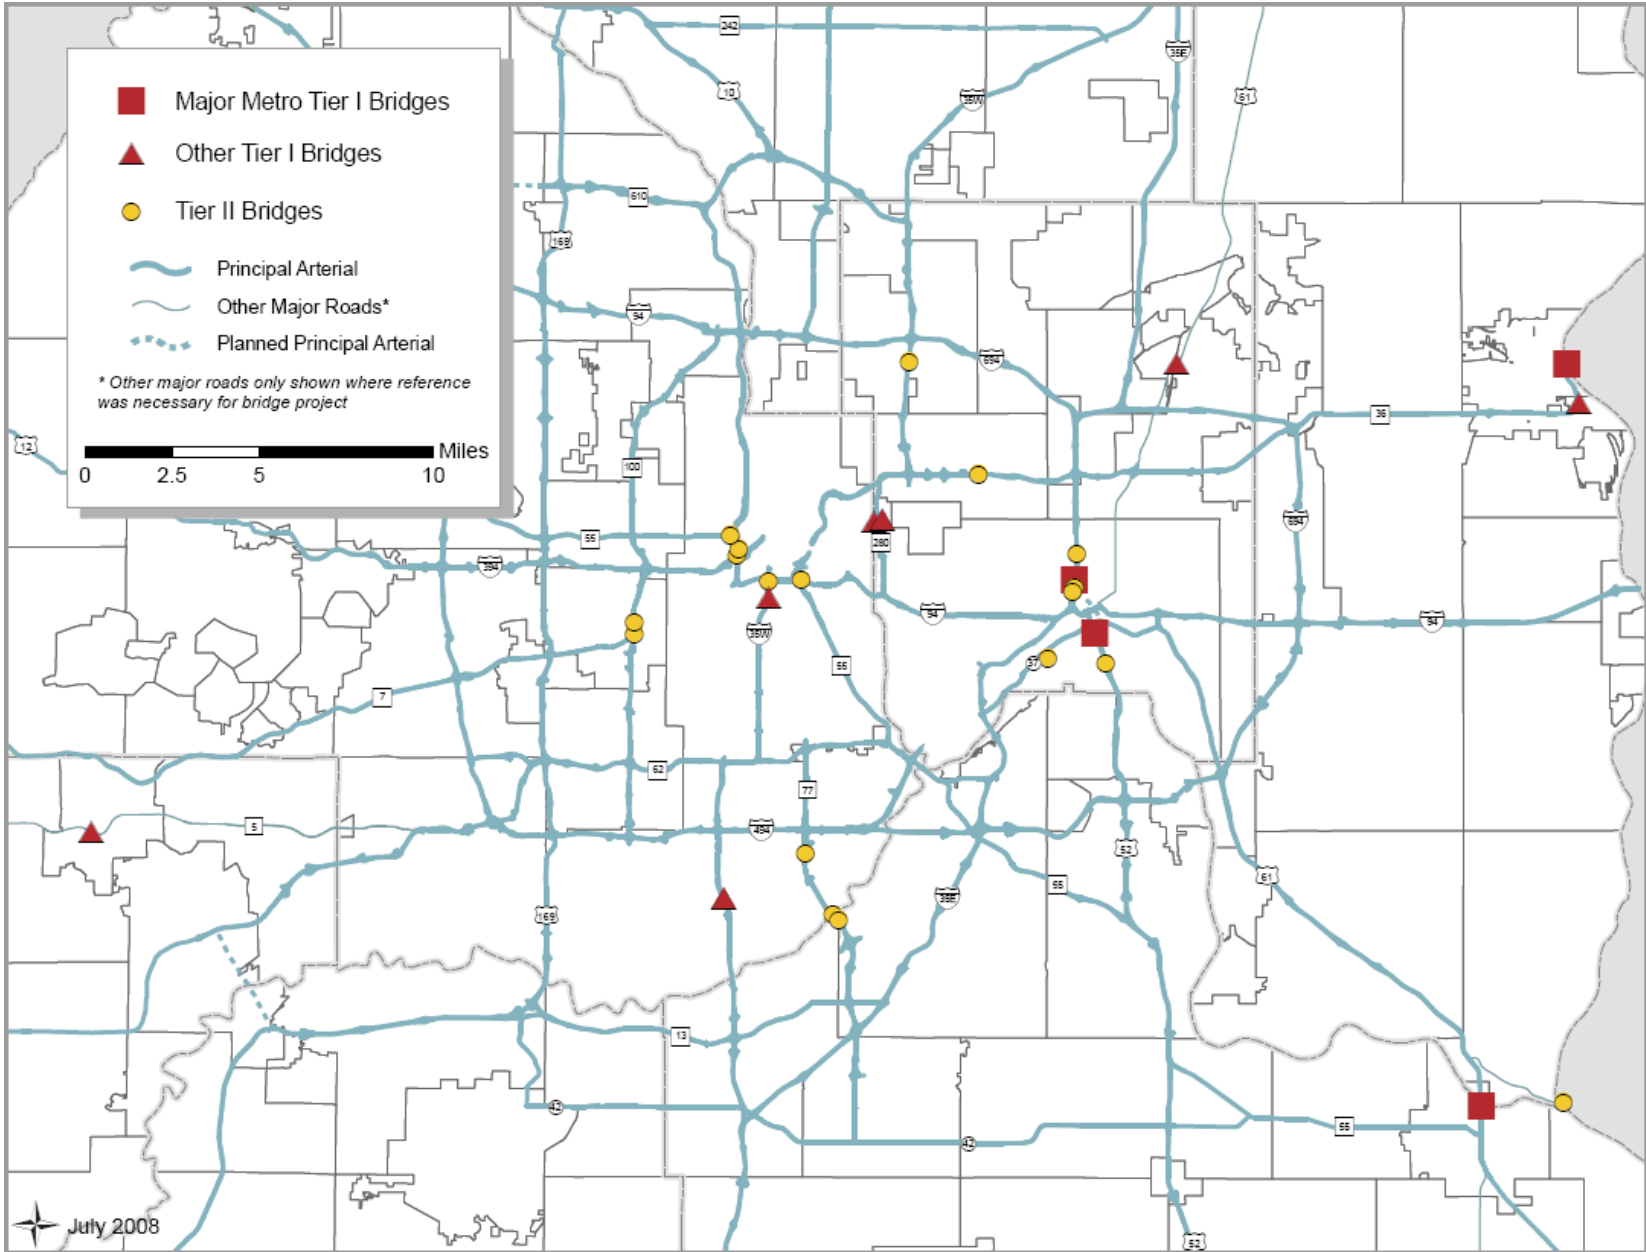 242
35E
10
35W
61
Major Metro Tier I Bridges
Other Tier I Bridges
Tier II Bridges
Principal Arterial
Other Major Roads*
Planned Principal Arterial
* Other major roads only shown where reference
was necessary for bridge project
0 2.5 5 10 Miles
610
169
94
694
36
12
100
55
394
280
694
94
94
35W
55
37
7
62
77
5
494
52
55
35E
61
169
13
42
42
55
52
July 2008